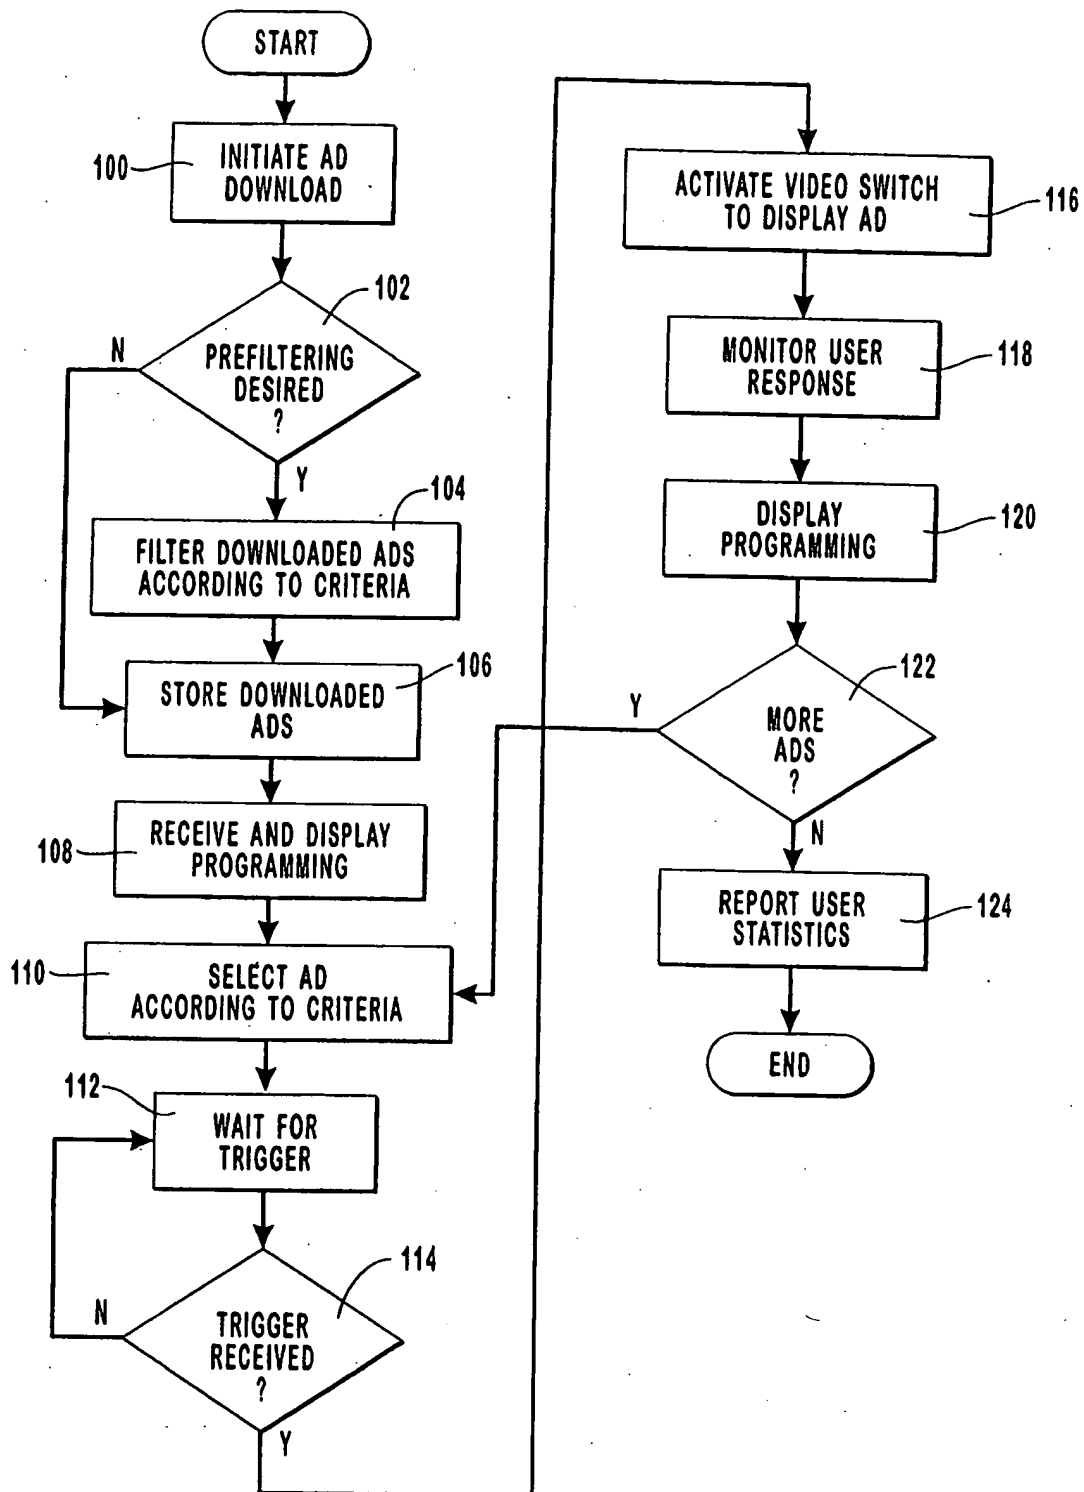 START
100
INITIATE AD
DOWNLOAD
102
N
PREFILTERING
DESIRED
?
Y
104
FILTER DOWNLOADED ADS
ACCORDING TO CRITERIA
106
STORE DOWNLOADED
ADS
108
RECEIVE AND DISPLAY
PROGRAMMING
110
SELECT AD
ACCORDING TO CRITERIA
112
WAIT FOR
TRIGGER
114
N
TRIGGER
RECEIVED
?
Y
ACTIVATE VIDEO SWITCH
TO DISPLAY AD
116
MONITOR USER
RESPONSE
118
DISPLAY
PROGRAMMING
120
122
Y
MORE
ADS
?
N
REPORT USER
STATISTICS
124
END